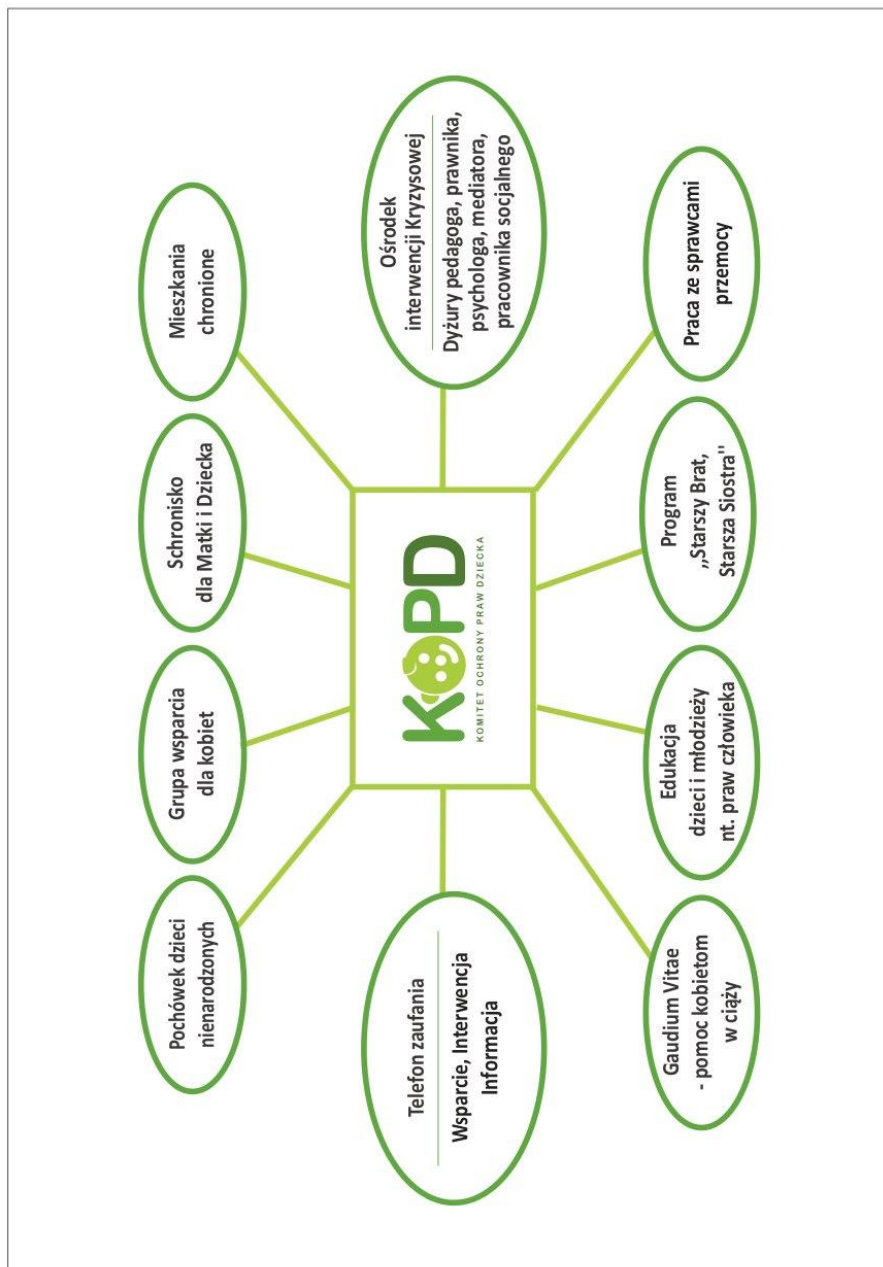 Pochówek dzieci
nienarodzonych
Grupa wsparcia
dla kobiet
Schronisko
dla Matki i Dziecka
Mieszkania
chronione
Telefon zaufania
Wsparcie, Interwencja
Informacja
KOPD
KOMITET OCHRONY PRAW DZIECKA
Ośrodek
interwencji Kryzysowej
Dyżury pedagoga, prawnika,
psychologa, mediatora,
pracownika socjalnego
Gaudium Vitae
- pomoc kobietom
w ciąży
Edukacja
dzieci i młodzieży
nt. praw człowieka
Program
,,Starszy Brat,
Starsza Siostra"
Praca ze sprawcami
przemocy